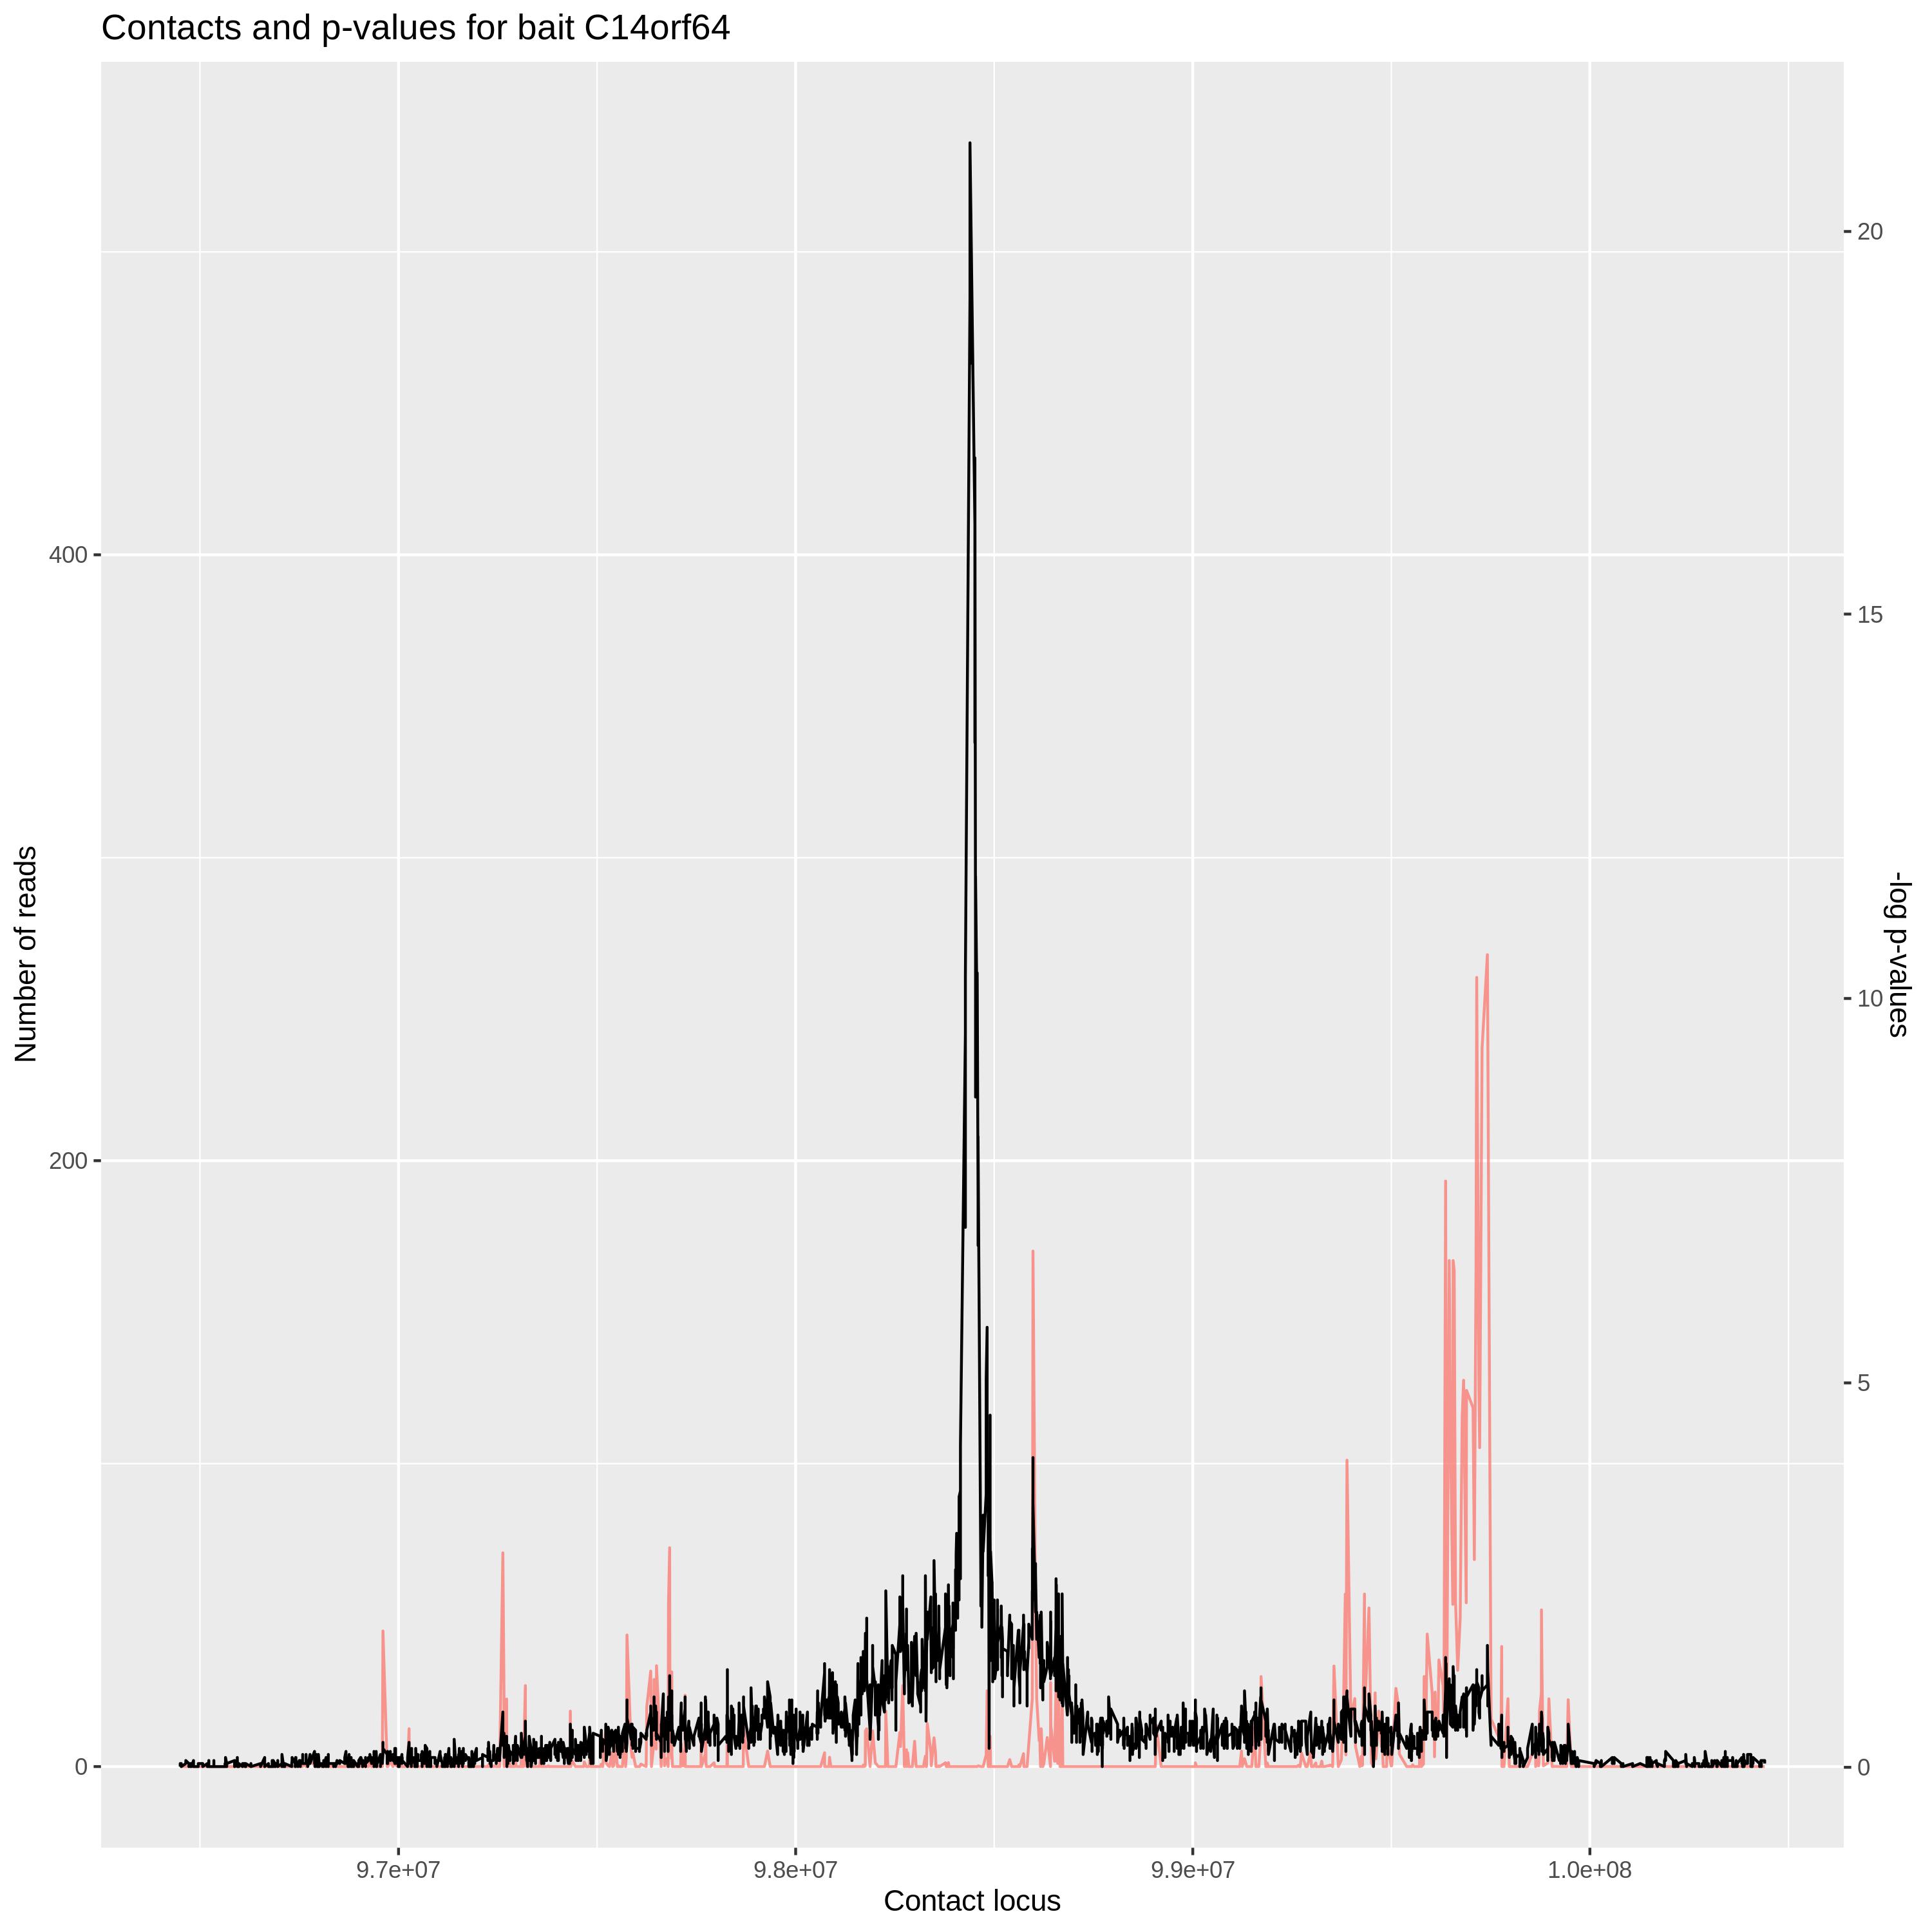 Contacts and p-values for bait C14orf64
Number of reads
400
200
0
20
15
10
5
0
-log p-values
9.7e+07
9.8e+07
9.9e+07
1.0e+08
Contact locus